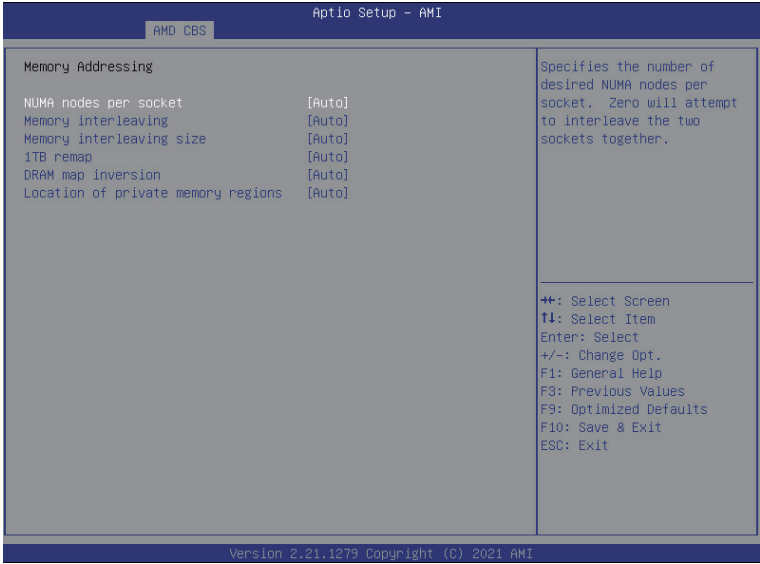 Aptio Setup – AMI
AMD CBS
Memory Addressing
NUMA nodes per socket [Auto]
Memory interleaving [Auto]
Memory interleaving size [Auto]
1TB remap [Auto]
DRAM map inversion [Auto]
Location of private memory regions [Auto]
Specifies the number of
desired NUMA nodes per
socket.  Zero will attempt
to interleave the two
sockets together.
→←: Select Screen
↑↓: Select Item
Enter: Select
+/-: Change Opt.
F1: General Help
F3: Previous Values
F9: Optimized Defaults
F10: Save & Exit
ESC: Exit
Version 2.21.1279 Copyright (C) 2021 AMI